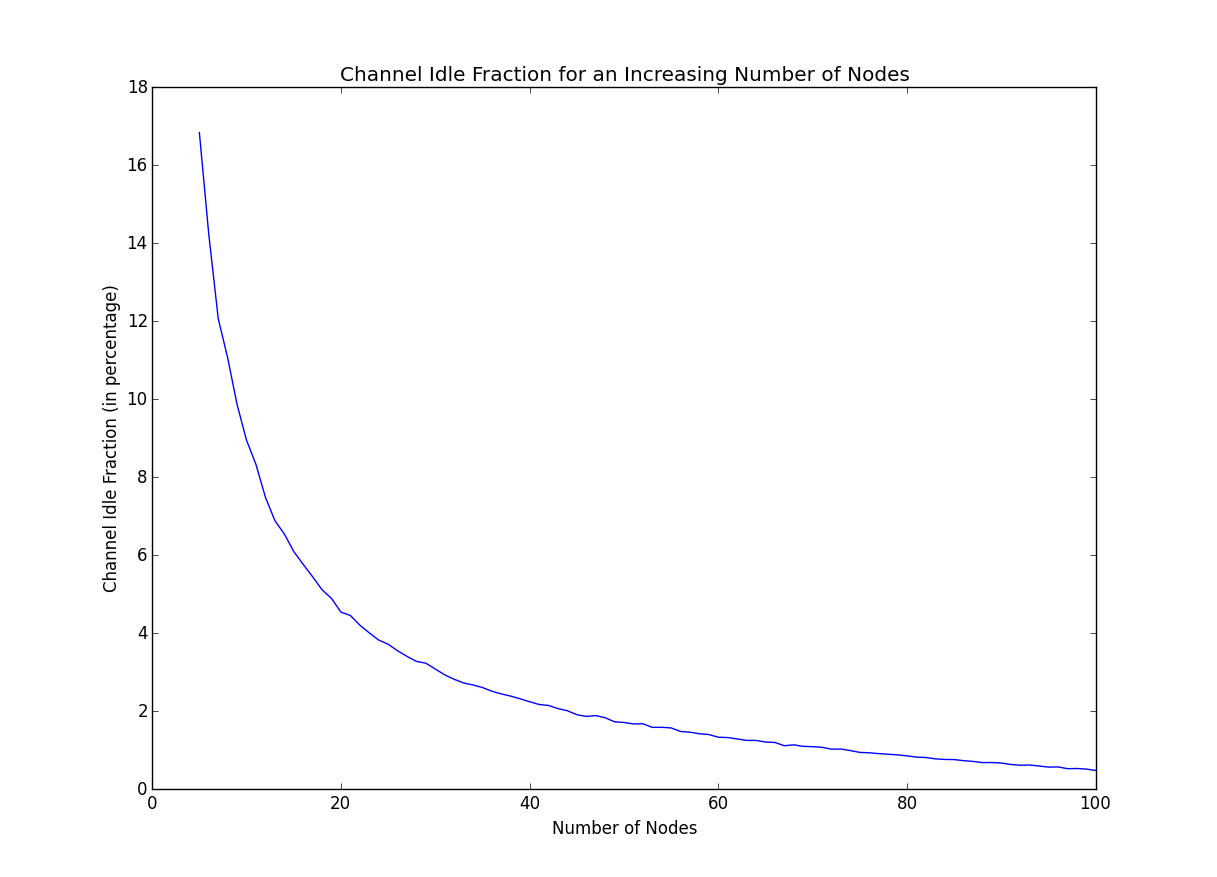 Channel Idle Fraction for an Increasing Number of Nodes
18
16
14
12
10
8
6
4
2
0
Channel Idle Fraction (in percentage)
0 20 40 60 80 100
Number of Nodes